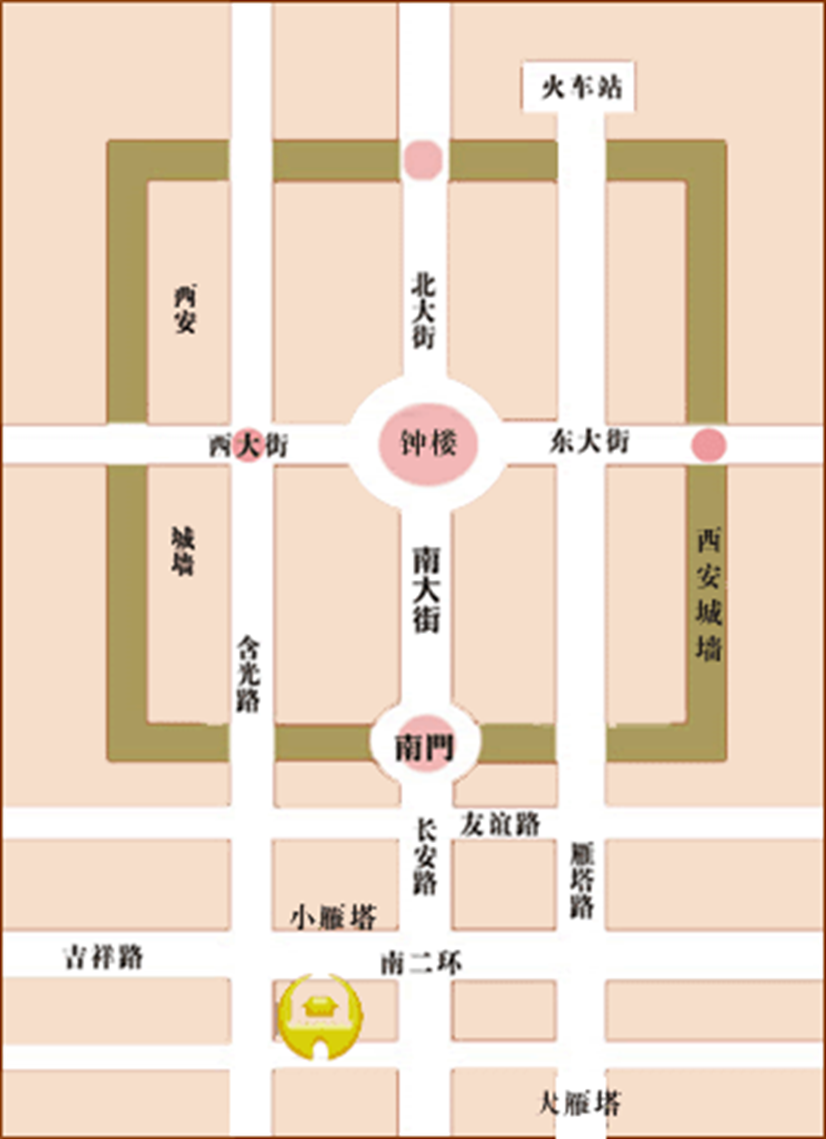 火车站
西安
北大街
西大街
钟楼
东大街
城墙
南大街
西安城墙
含光路
南門
友谊路
长安路
雁塔路
小雁塔
吉祥路
南二环
大雁塔